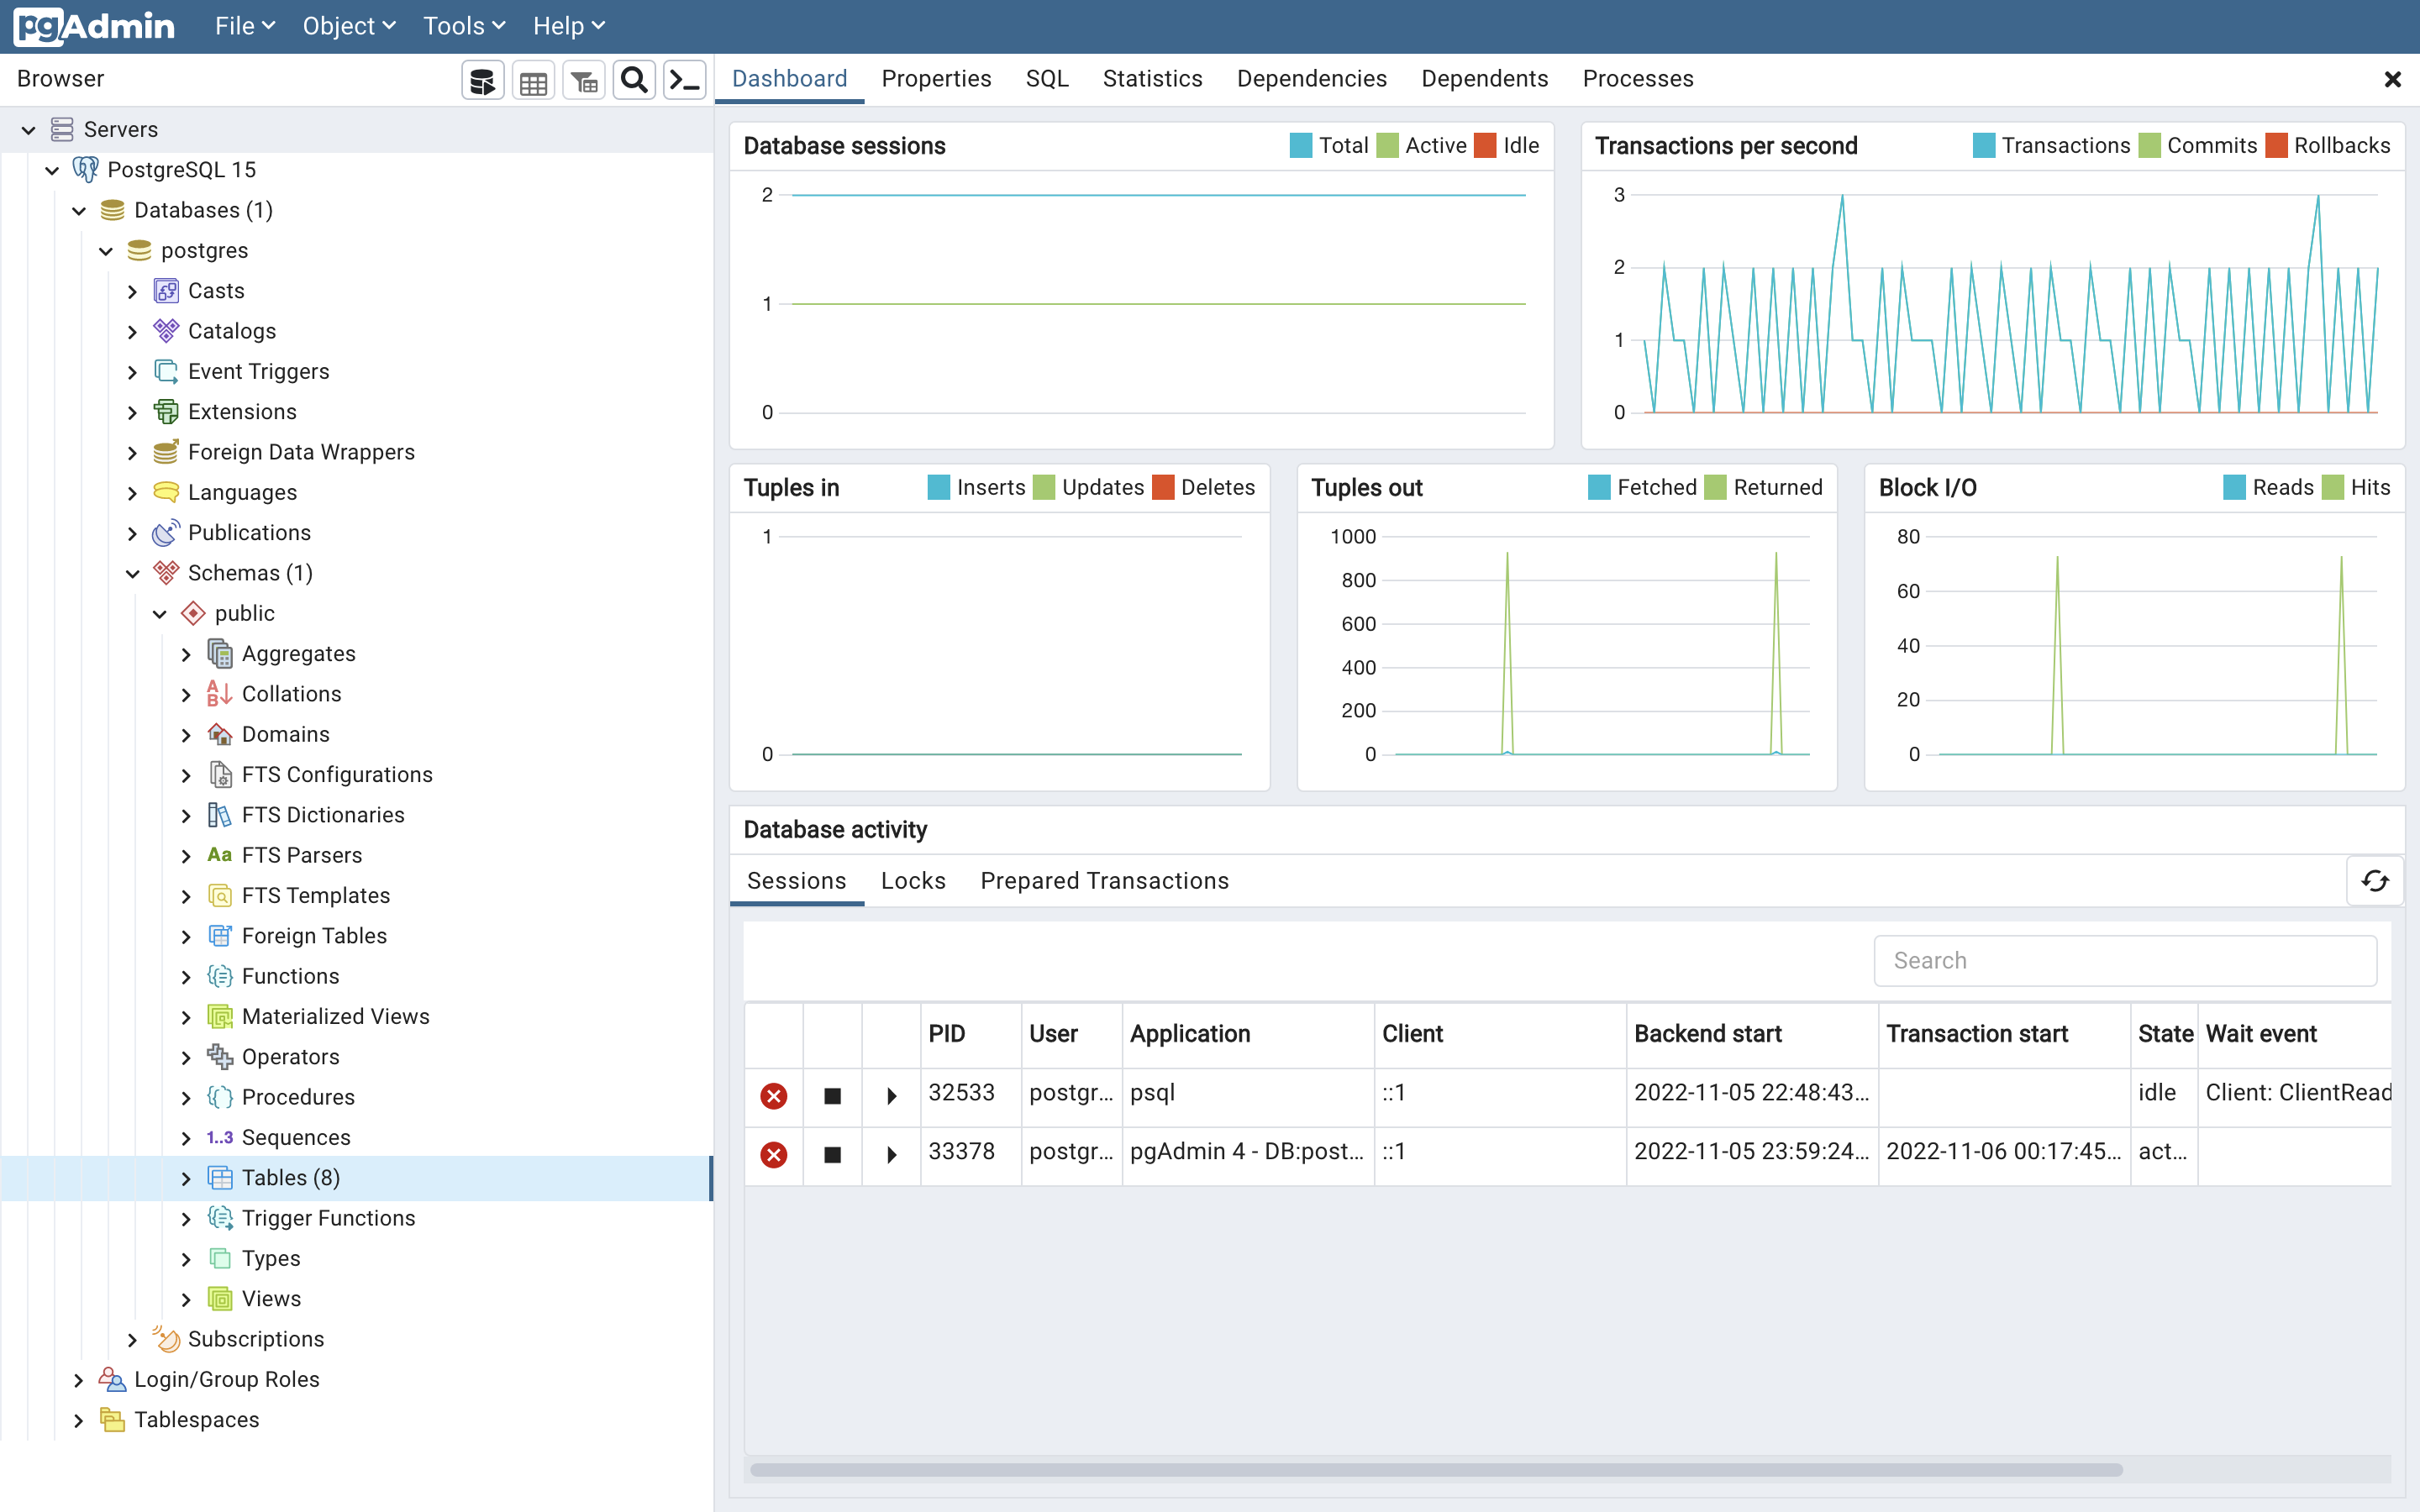 pgAdmin File Object Tools Help
Browser
Servers
PostgreSQL 15
Databases (1)
postgres
Casts
Catalogs
Event Triggers
Extensions
Foreign Data Wrappers
Languages
Publications
Schemas (1)
public
Aggregates
Collations
Domains
FTS Configurations
FTS Dictionaries
Aa FTS Parsers
FTS Templates
Foreign Tables
Functions
Materialized Views
Operators
Procedures
1..3 Sequences
Tables (8)
Trigger Functions
Types
Views
Subscriptions
Login/Group Roles
Tablespaces
Dashboard Properties SQL Statistics Dependencies Dependents Processes
Database sessions Total Active Idle
2
1
0
Transactions per second Transactions Commits Rollbacks
3
2
1
0
Tuples in Inserts Updates Deletes
1
0
Tuples out Fetched Returned
1000
800
600
400
200
0
Block I/O Reads Hits
80
60
40
20
0
Database activity
Sessions Locks Prepared Transactions
Search
PID User Application Client Backend start Transaction start State Wait event
32533 postgr... psql ::1 2022-11-05 22:48:43... idle Client: ClientRead
33378 postgr... pgAdmin 4 - DB:post... ::1 2022-11-05 23:59:24... 2022-11-06 00:17:45... act...